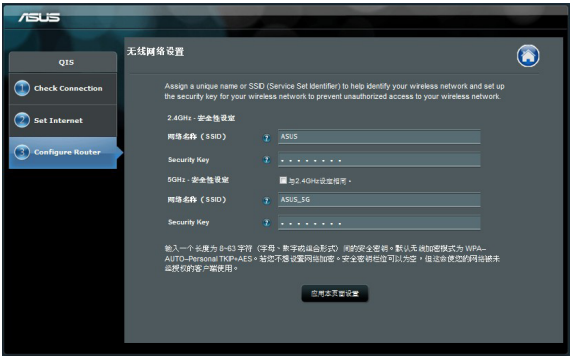 ASUS
QIS
1 Check Connection
2 Set Internet
3 Configure Router
无线网络设置
Assign a unique name or SSID (Service Set Identifier) to help identify your wireless network and set up
the security key for your wireless network to prevent unauthorized access to your wireless network.
2.4GHz - 安全性设定
网络名称（SSID） ? ASUS
Security Key ? ........
5GHz - 安全性设定 与2.4GHz设定相同。
网络名称（SSID） ? ASUS_5G
Security Key ? ........
输入一个长度为 8~63 字符（字母、数字或组合形式）间的安全密钥。默认无线加密模式为 WPA-
AUTO-Personal TKIP+AES。若您不想设置网络加密。安全密钥栏位可以为空，但这会使您的网络被未
经授权的客户端使用。
应用本页面设置